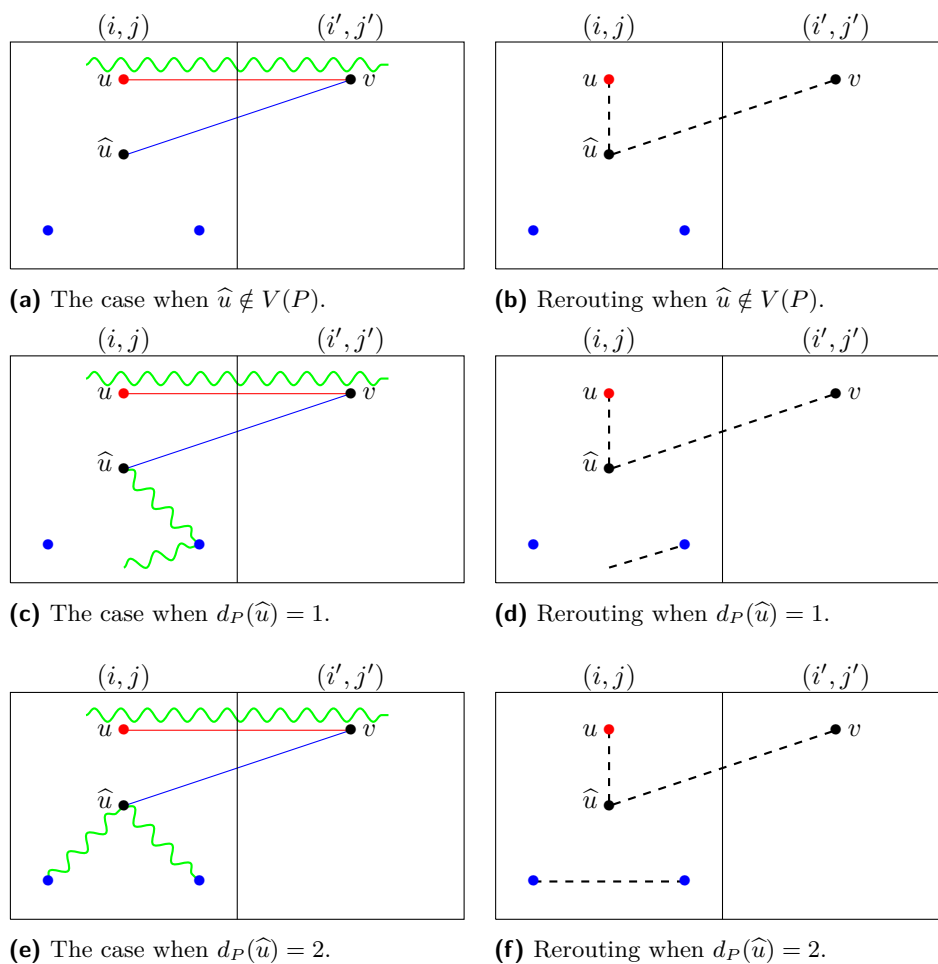 (i, j) (i′, j′) (i, j) (i′, j′)
u v u v
û û
(a) The case when û ∉ V(P). (b) Rerouting when û ∉ V(P).
(i, j) (i′, j′) (i, j) (i′, j′)
u v u v
û û
(c) The case when d_P(û) = 1. (d) Rerouting when d_P(û) = 1.
(i, j) (i′, j′) (i, j) (i′, j′)
u v u v
û û
(e) The case when d_P(û) = 2. (f) Rerouting when d_P(û) = 2.